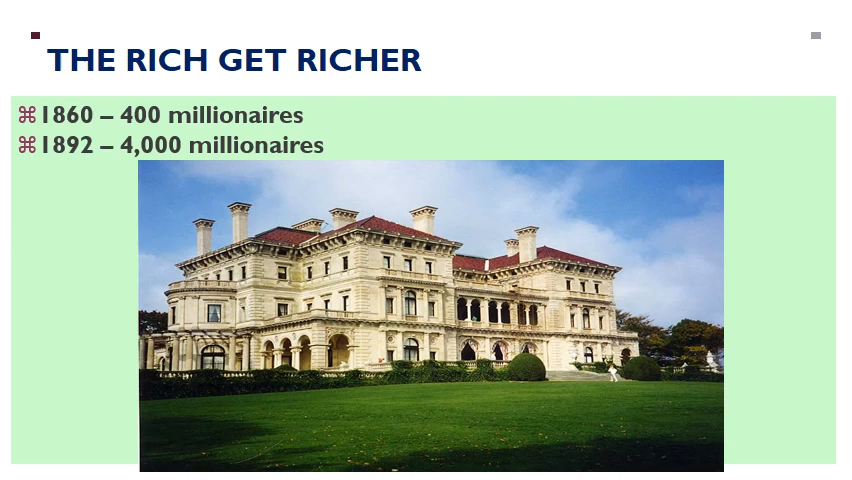 THE RICH GET RICHER
⌘1860 – 400 millionaires
⌘1892 – 4,000 millionaires